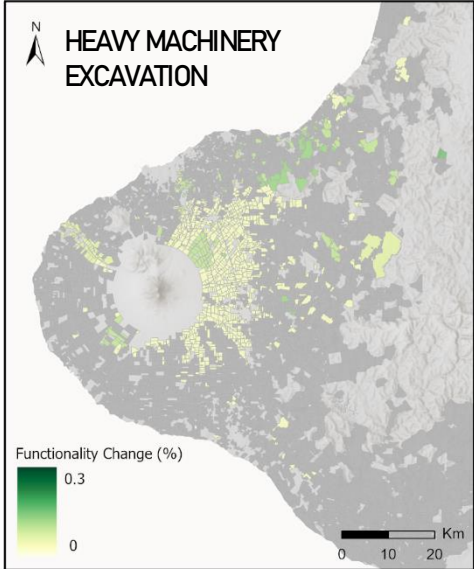 N
HEAVY MACHINERY
EXCAVATION
Functionality Change (%)
0.3
0
Km
0 10 20